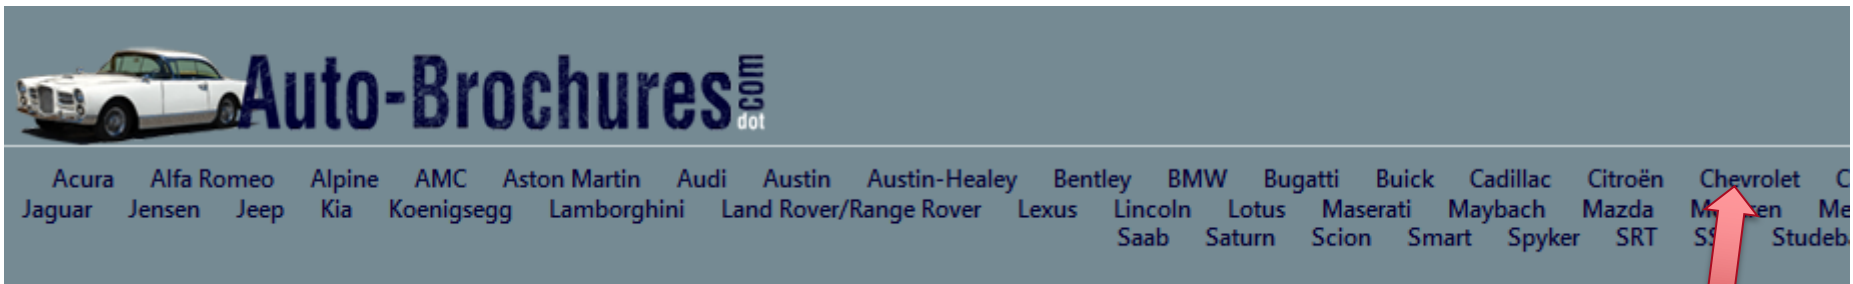 Auto-Brochures dot com
Acura Alfa Romeo Alpine AMC Aston Martin Audi Austin Austin-Healey Bentley BMW Bugatti Buick Cadillac Citroën Chevrolet C
Jaguar Jensen Jeep Kia Koenigsegg Lamborghini Land Rover/Range Rover Lexus Lincoln Lotus Maserati Maybach Mazda Me
Saab Saturn Scion Smart Spyker SRT Studeb